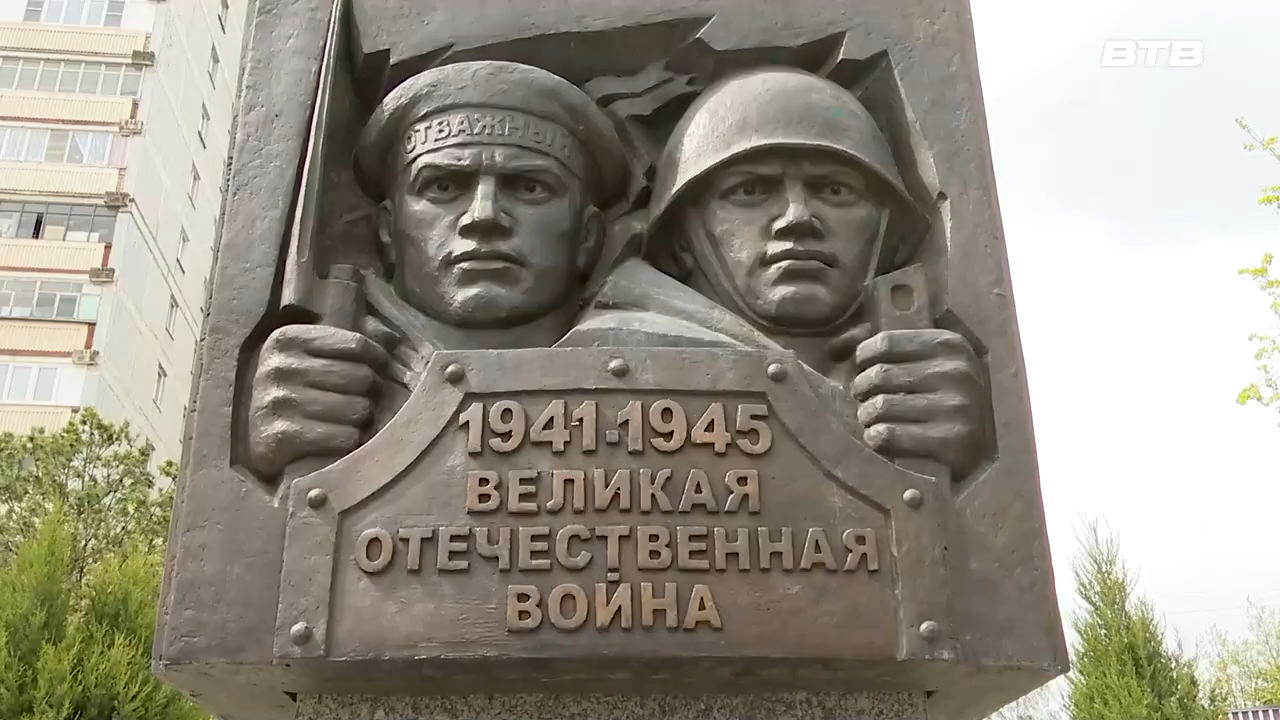 ВТВ
ОТВАЖНЫЙ
1941-1945
ВЕЛИКАЯ
ОТЕЧЕСТВЕННАЯ
ВОЙНА